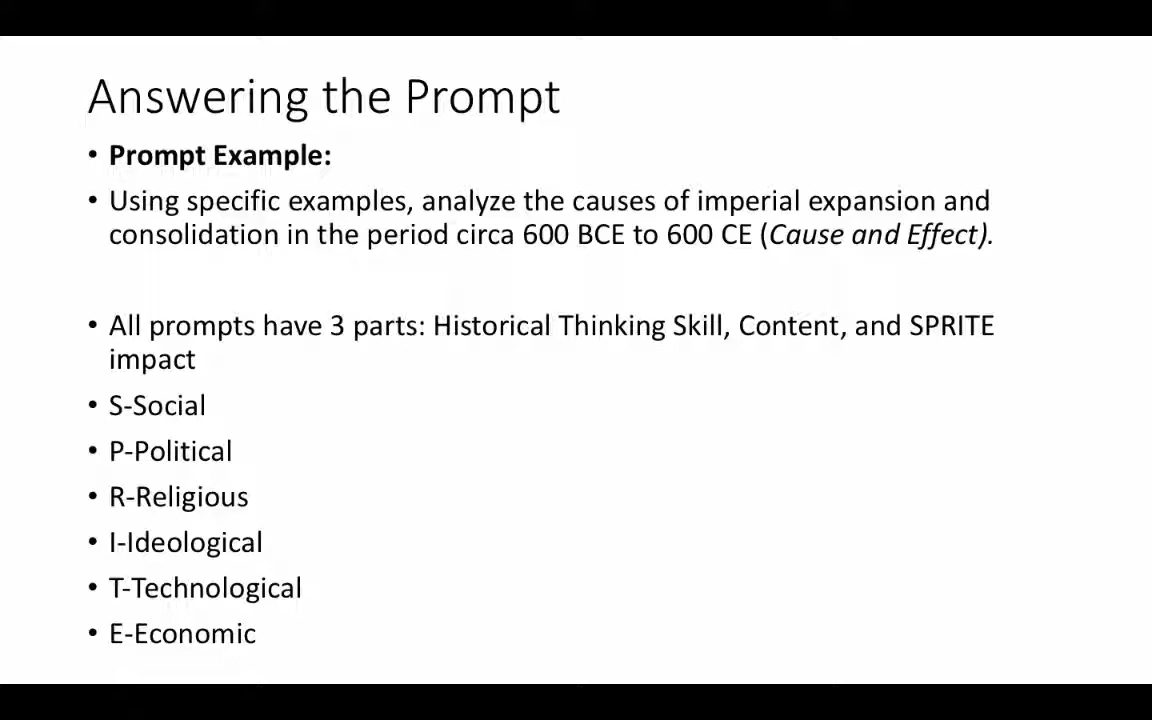 Answering the Prompt
• Prompt Example:
• Using specific examples, analyze the causes of imperial expansion and
consolidation in the period circa 600 BCE to 600 CE (Cause and Effect).
• All prompts have 3 parts: Historical Thinking Skill, Content, and SPRITE
impact
• S-Social
• P-Political
• R-Religious
• I-Ideological
• T-Technological
• E-Economic